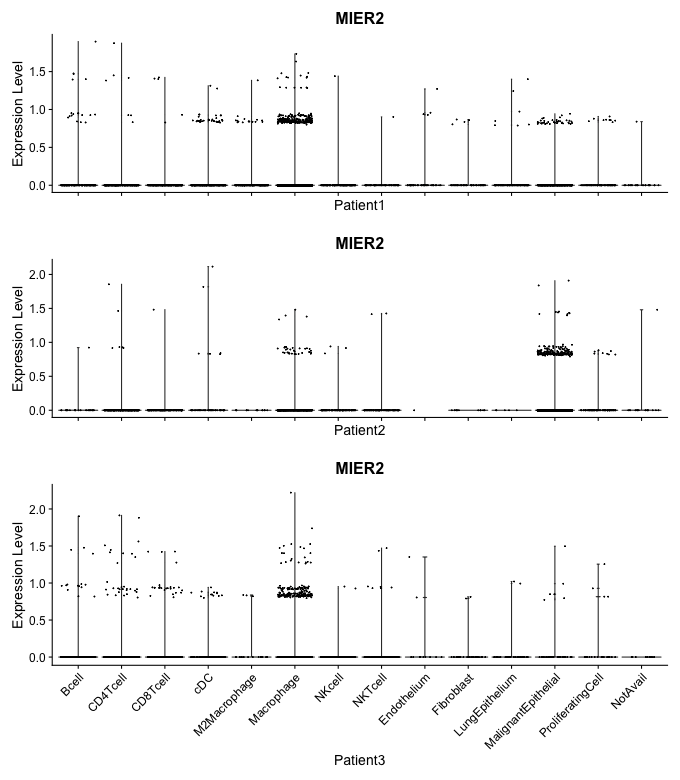 MIER2
Expression Level
1.5
1.0
0.5
0.0
Patient1
MIER2
Expression Level
2.0
1.5
1.0
0.5
0.0
Patient2
MIER2
Expression Level
2.0
1.5
1.0
0.5
0.0
Bcell
CD4Tcell
CD8Tcell
cDC
M2Macrophage
Macrophage
NKcell
NKTcell
Endothelium
Fibroblast
LungEpithelium
MalignantEpithelial
ProliferatingCell
NotAvail
Patient3